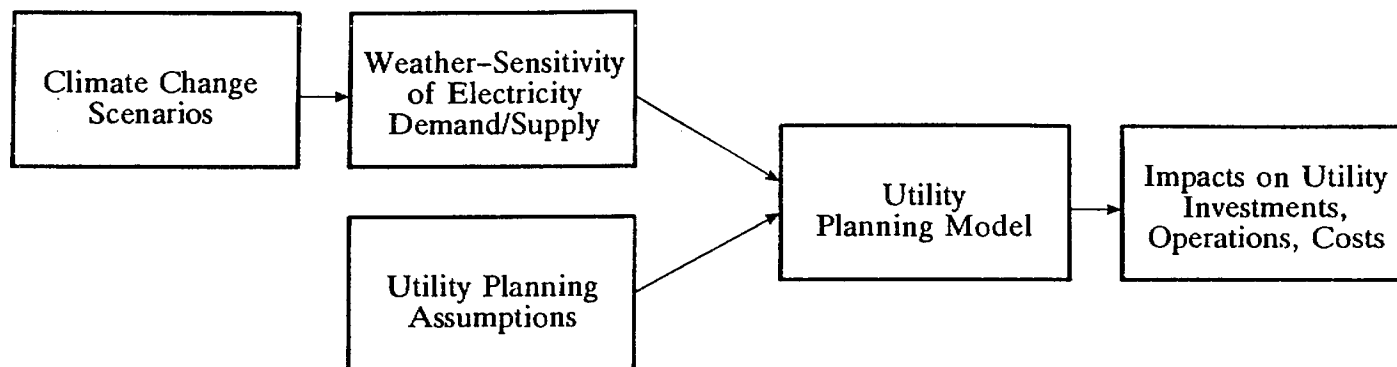 Climate Change
Scenarios
Weather-Sensitivity
of Electricity
Demand/Supply
Utility Planning
Assumptions
Utility
Planning Model
Impacts on Utility
Investments,
Operations, Costs